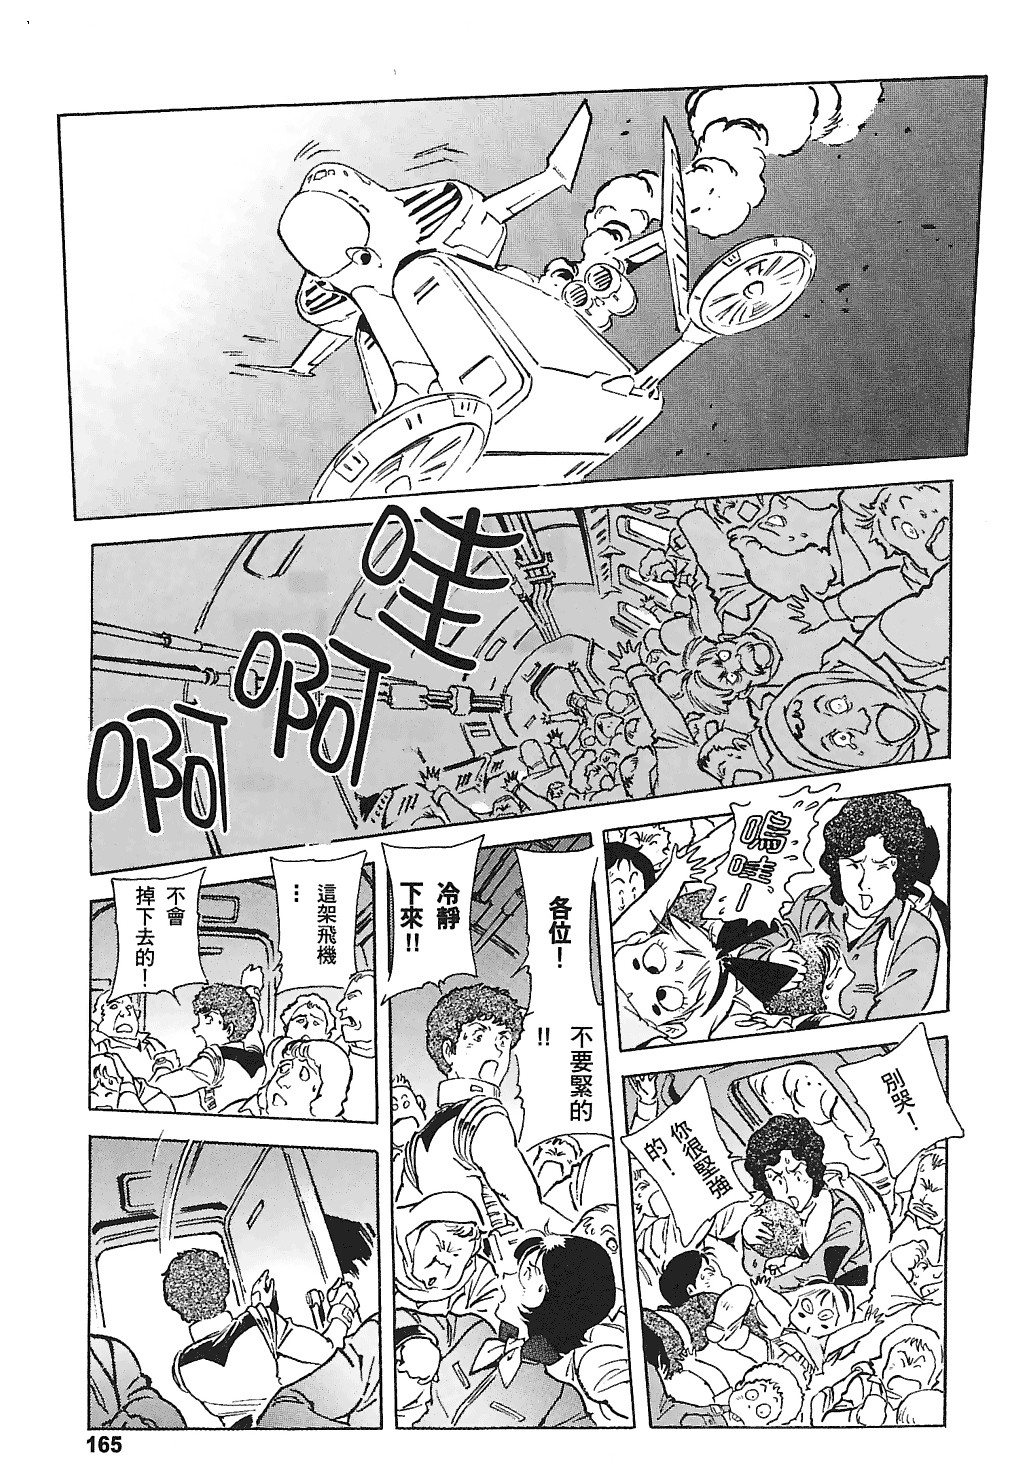 哇
啊
啊
嗚哇－
別哭！
你很堅強
的！
各位！
不要緊的
!!
冷靜
下來!!
這架飛機
…
不會
掉下去的！
165